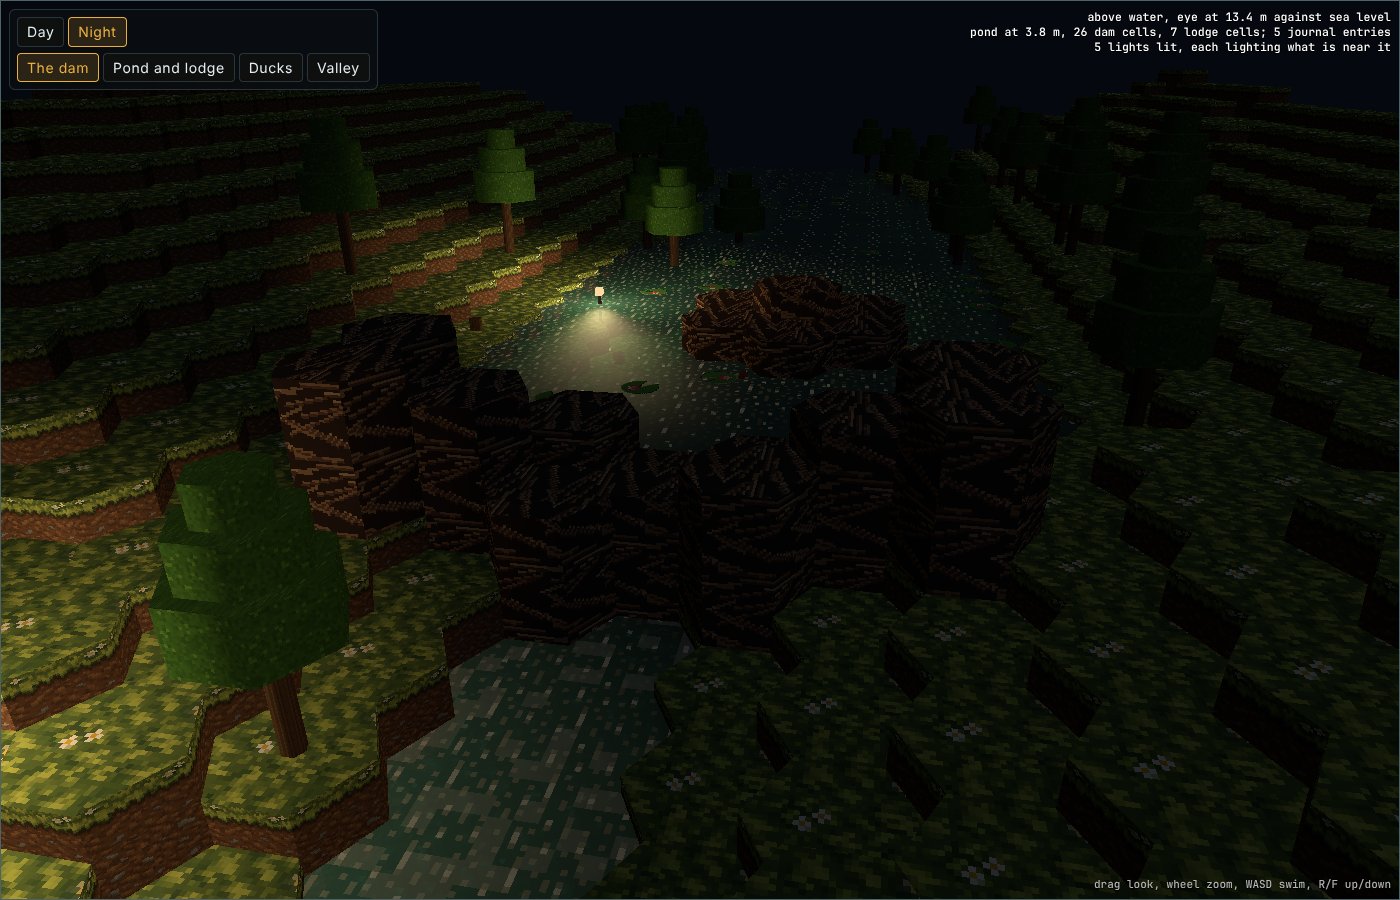 Day Night
The dam Pond and lodge Ducks Valley
above water, eye at 13.4 m against sea level
pond at 3.8 m, 26 dam cells, 7 lodge cells; 5 journal entries
5 lights lit, each lighting what is near it
drag look, wheel zoom, WASD swim, R/F up/down